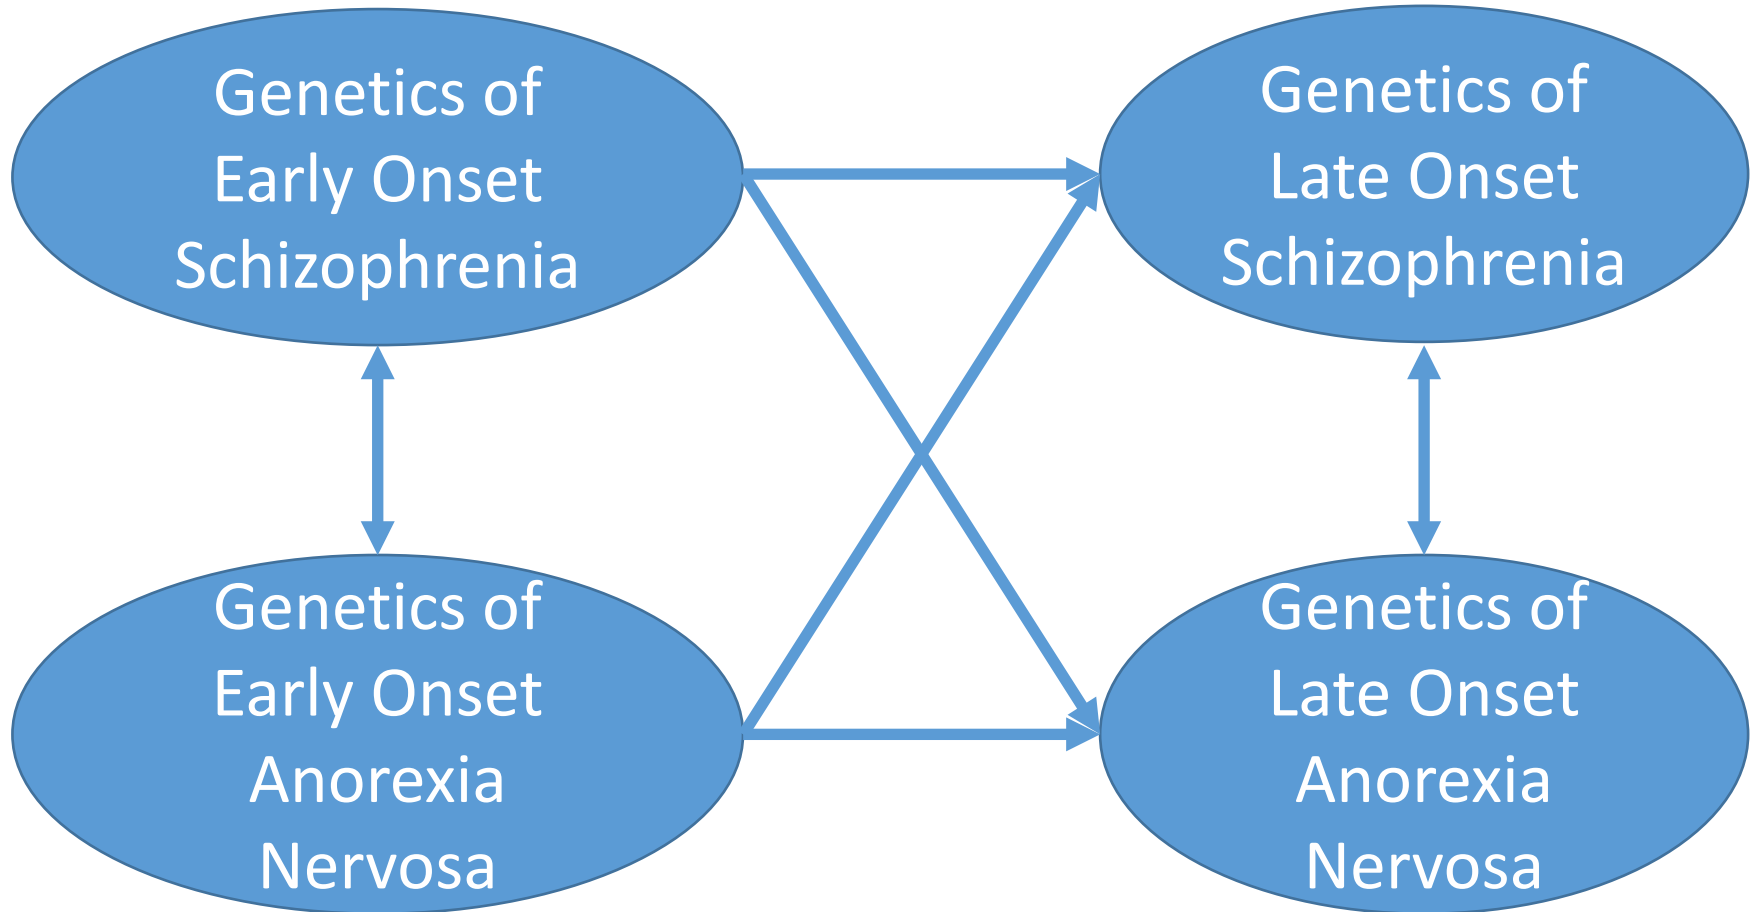 Genetics of
Early Onset
Schizophrenia
Genetics of
Late Onset
Schizophrenia
Genetics of
Early Onset
Anorexia
Nervosa
Genetics of
Late Onset
Anorexia
Nervosa